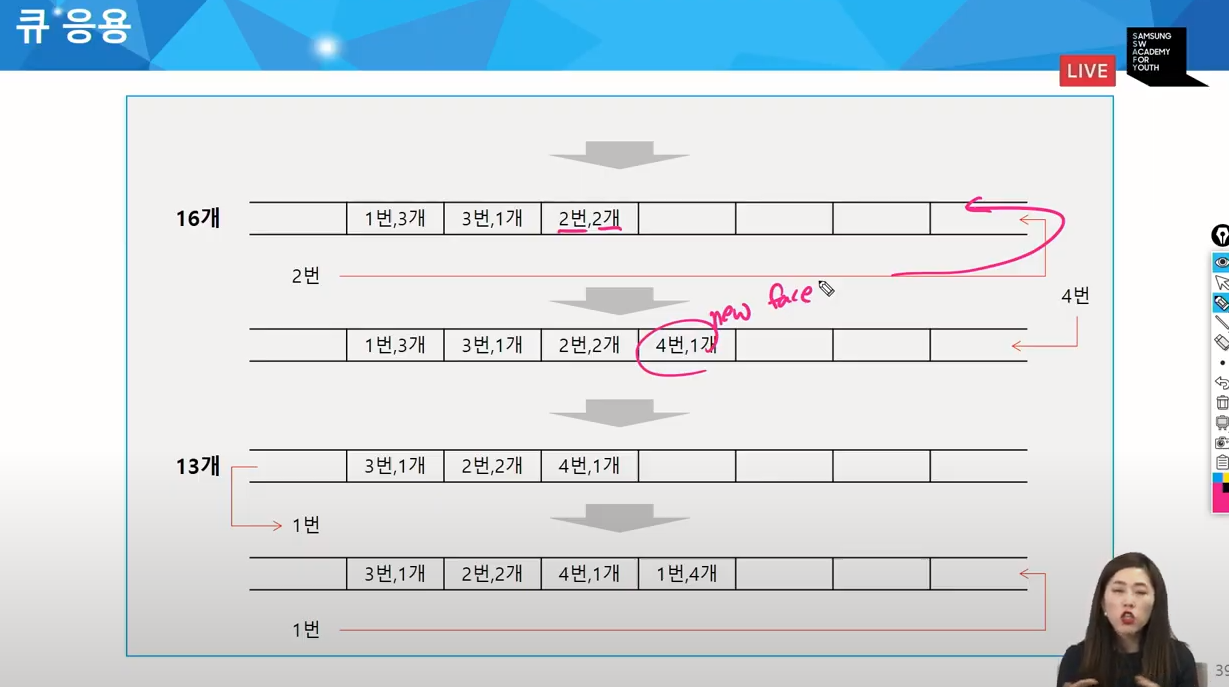 큐 응용
LIVE
SAMSUNG
SW
ACADEMY
FOR
YOUTH
16개
1번,3개 3번,1개 2번,2개
2번
new face
4번
1번,3개 3번,1개 2번,2개 4번,1개
13개
3번,1개 2번,2개 4번,1개
1번
3번,1개 2번,2개 4번,1개 1번,4개
1번
39